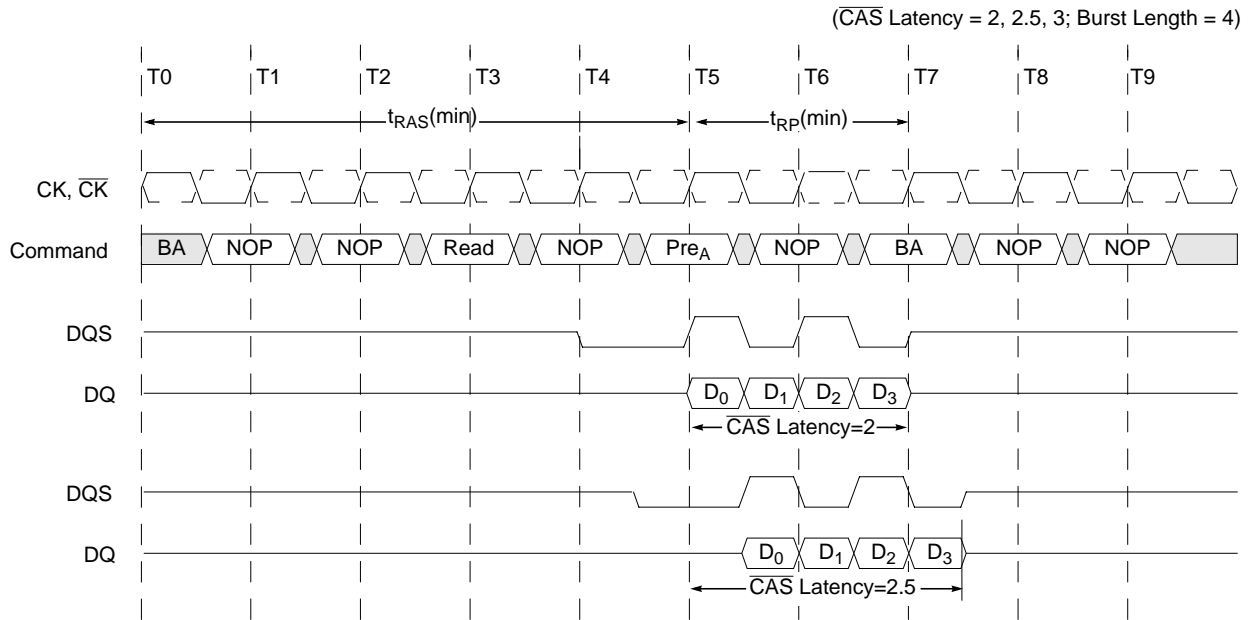 (CAS Latency = 2, 2.5, 3; Burst Length = 4)
T0 T1 T2 T3 T4 T5 T6 T7 T8 T9
tRAS(min) tRP(min)
CK, CK
Command BA NOP NOP Read NOP PreA NOP BA NOP NOP
DQS
DQ D0 D1 D2 D3
CAS Latency=2
DQS
DQ D0 D1 D2 D3
CAS Latency=2.5